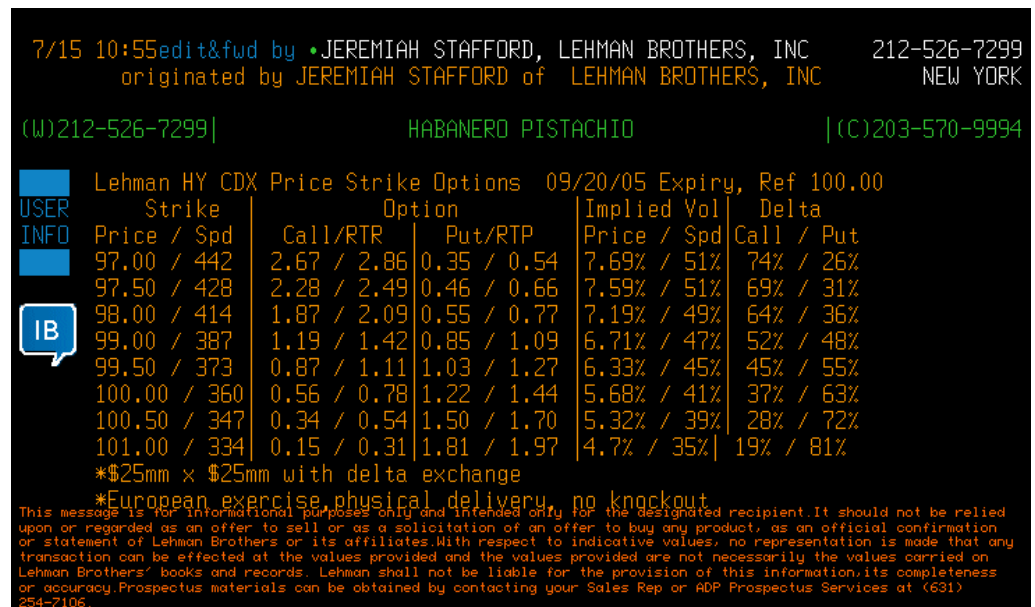 7/15 10:55edit&fwd by •JEREMIAH STAFFORD, LEHMAN BROTHERS, INC 212-526-7299
originated by JEREMIAH STAFFORD of LEHMAN BROTHERS, INC NEW YORK
(W)212-526-7299| HABANERO PISTACHIO |(C)203-570-9994
Lehman HY CDX Price Strike Options 09/20/05 Expiry, Ref 100.00
USER Strike | Option |Implied Vol| Delta
INFO Price / Spd| Call/RTR | Put/RTP |Price / Spd|Call / Put
97.00 / 442 | 2.67 / 2.86|0.35 / 0.54 |7.69% / 51%| 74% / 26%
97.50 / 428 | 2.28 / 2.49|0.46 / 0.66 |7.59% / 51%| 69% / 31%
98.00 / 414 | 1.87 / 2.09|0.55 / 0.77 |7.19% / 49%| 64% / 36%
IB
99.00 / 387 | 1.19 / 1.42|0.85 / 1.09 |6.71% / 47%| 52% / 48%
99.50 / 373 | 0.87 / 1.11|1.03 / 1.27 |6.33% / 45%| 45% / 55%
100.00 / 360| 0.56 / 0.78|1.22 / 1.44 |5.68% / 41%| 37% / 63%
100.50 / 347| 0.34 / 0.54|1.50 / 1.70 |5.32% / 39%| 28% / 72%
101.00 / 334| 0.15 / 0.31|1.81 / 1.97 |4.7% / 35%| 19% / 81%
*$25mm x $25mm with delta exchange
*European exercise,physical delivery, no knockout
This message is for informational purposes only and intended only for the designated recipient.It should not be relied
upon or regarded as an offer to sell or as a solicitation of an offer to buy any product, as an official confirmation
or statement of Lehman Brothers or its affiliates.With respect to indicative values, no representation is made that any
transaction can be effected at the values provided and the values provided are not necessarily the values carried on
Lehman Brothers' books and records. Lehman shall not be liable for the provision of this information,its completeness
or accuracy.Prospectus materials can be obtained by contacting your Sales Rep or ADP Prospectus Services at (631)
254-7106.